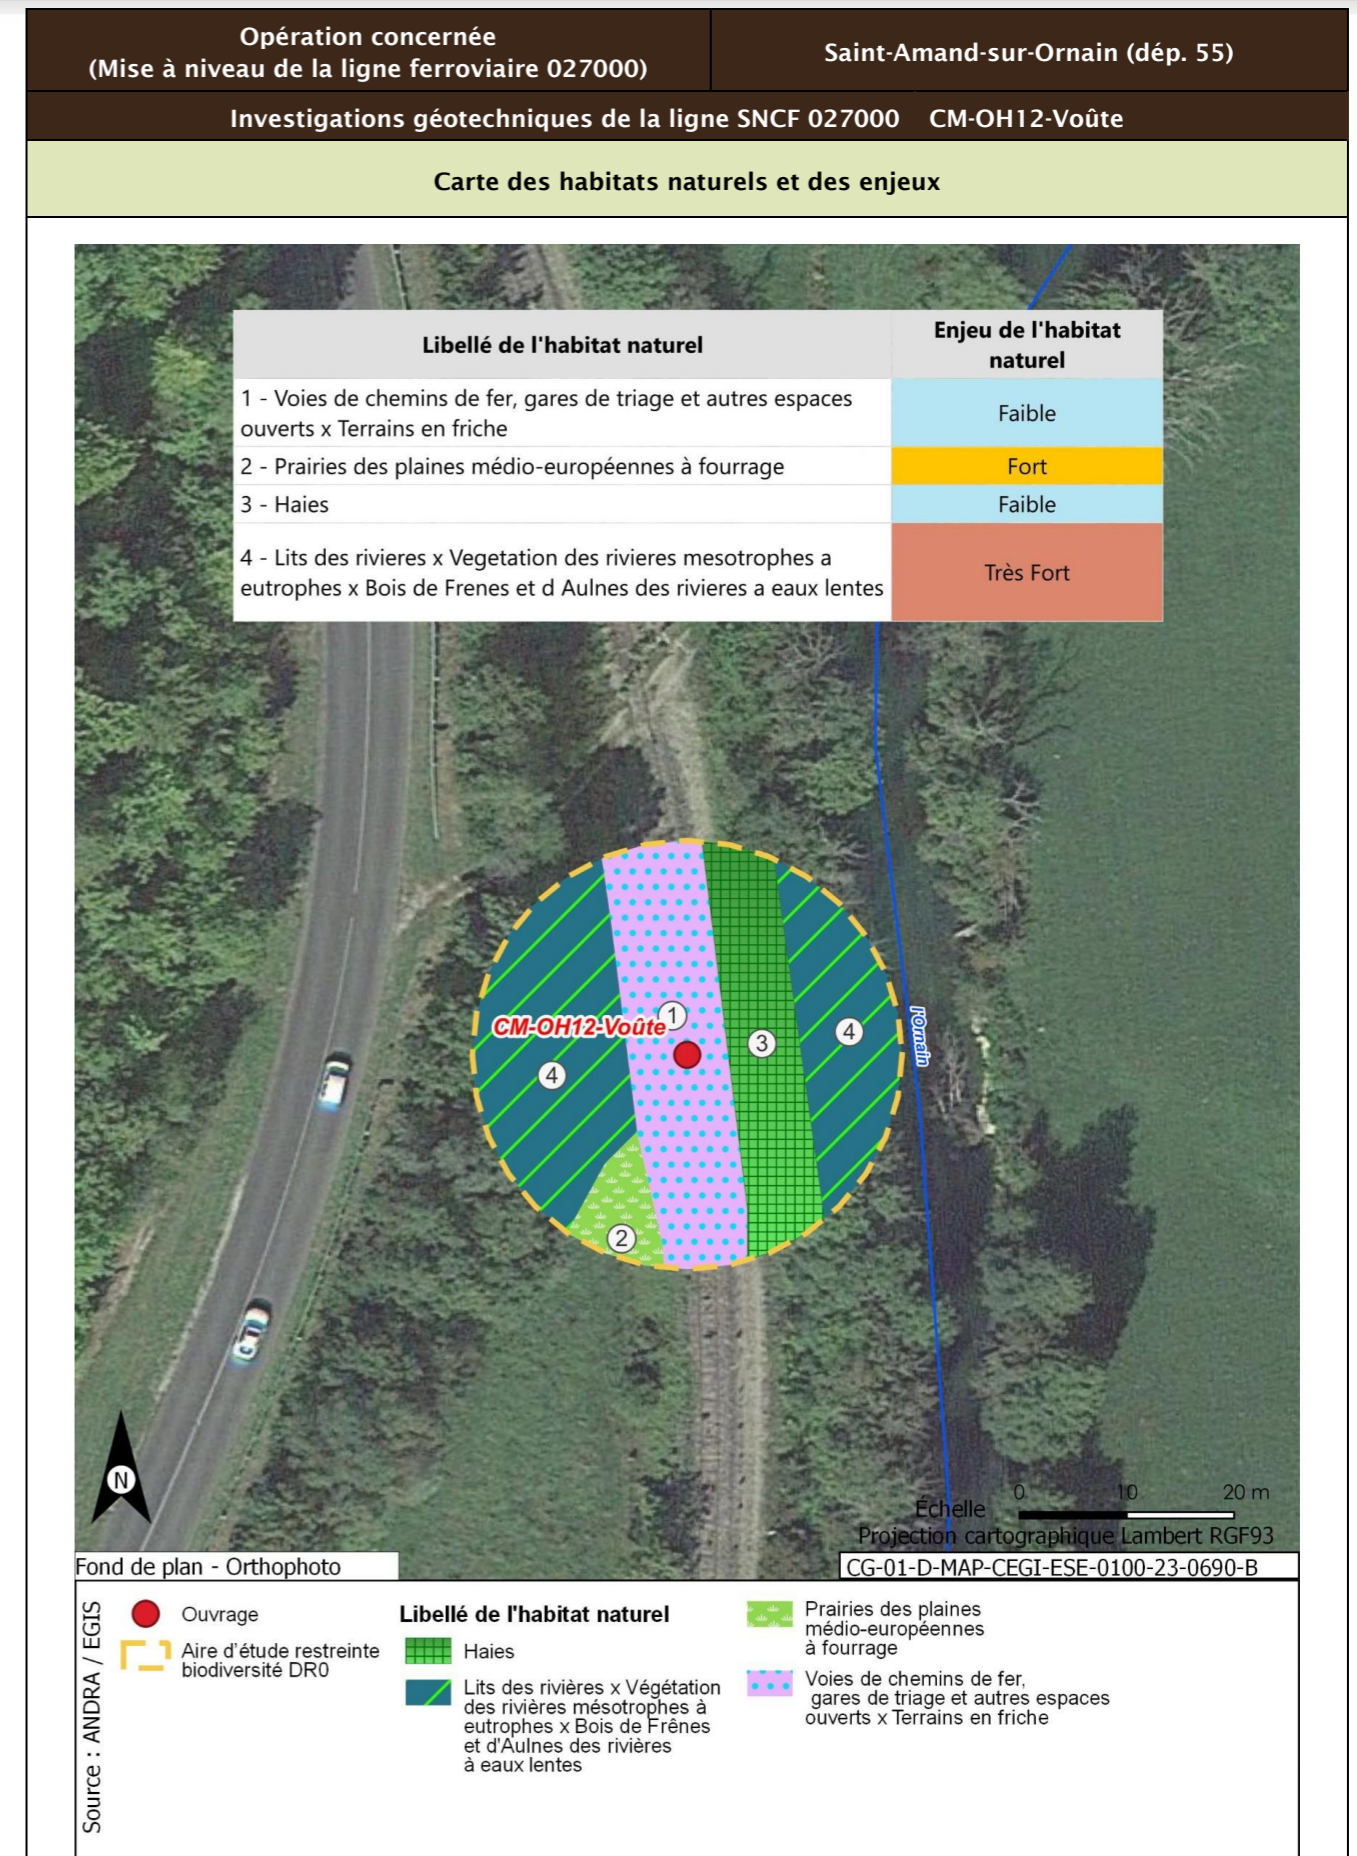 Opération concernée
(Mise à niveau de la ligne ferroviaire 027000)
Saint-Amand-sur-Ornain (dép. 55)
Investigations géotechniques de la ligne SNCF 027000 CM-OH12-Voûte
Carte des habitats naturels et des enjeux
Libellé de l'habitat naturel
Enjeu de l'habitat
naturel
1 - Voies de chemins de fer, gares de triage et autres espaces
ouverts x Terrains en friche
Faible
2 - Prairies des plaines médio-européennes à fourrage
Fort
3 - Haies
Faible
4 - Lits des rivieres x Vegetation des rivieres mesotrophes a
eutrophes x Bois de Frenes et d Aulnes des rivieres a eaux lentes
Très Fort
CM-OH12-Voûte
1
3
4
4
2
l'Ornain
N
0 10 20 m
Échelle
Projection cartographique Lambert RGF93
Fond de plan - Orthophoto
CG-01-D-MAP-CEGI-ESE-0100-23-0690-B
Source : ANDRA / EGIS
Ouvrage
Aire d'étude restreinte
biodiversité DR0
Libellé de l'habitat naturel
Haies
Lits des rivières x Végétation
des rivières mésotrophes à
eutrophes x Bois de Frênes
et d'Aulnes des rivières
à eaux lentes
Prairies des plaines
médio-européennes
à fourrage
Voies de chemins de fer,
gares de triage et autres espaces
ouverts x Terrains en friche